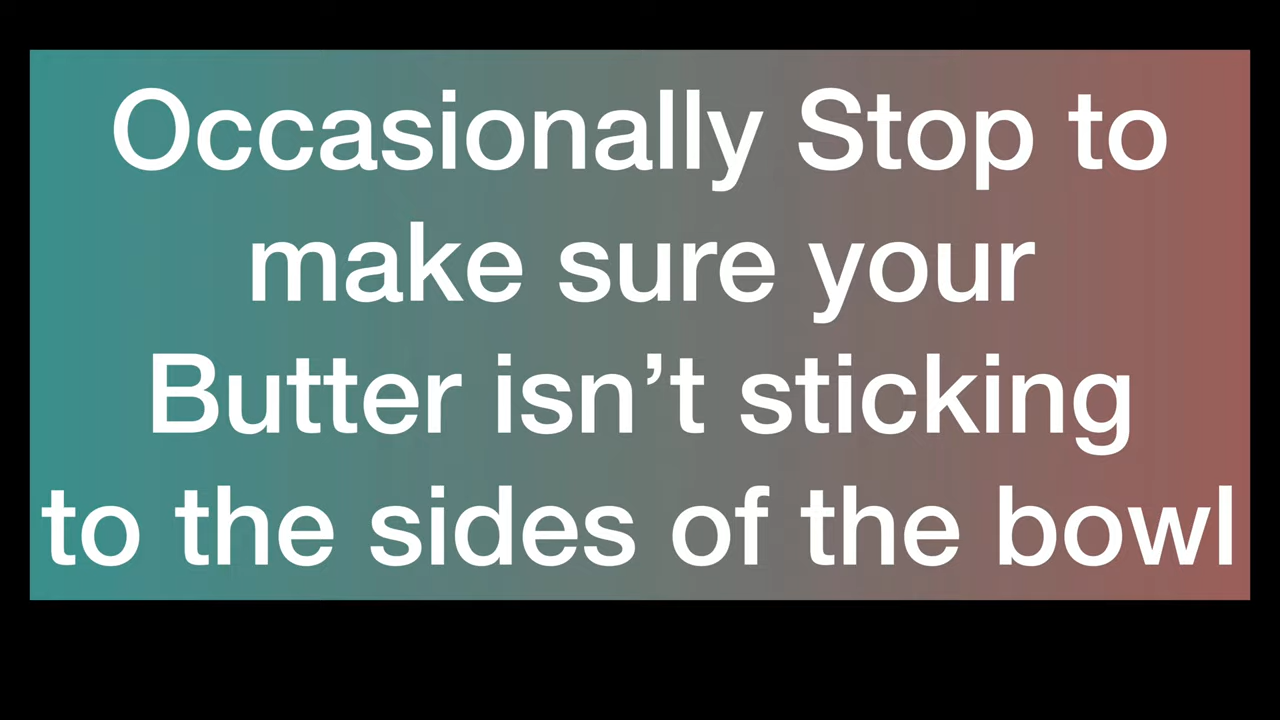 Occasionally Stop to
make sure your
Butter isn’t sticking
to the sides of the bowl